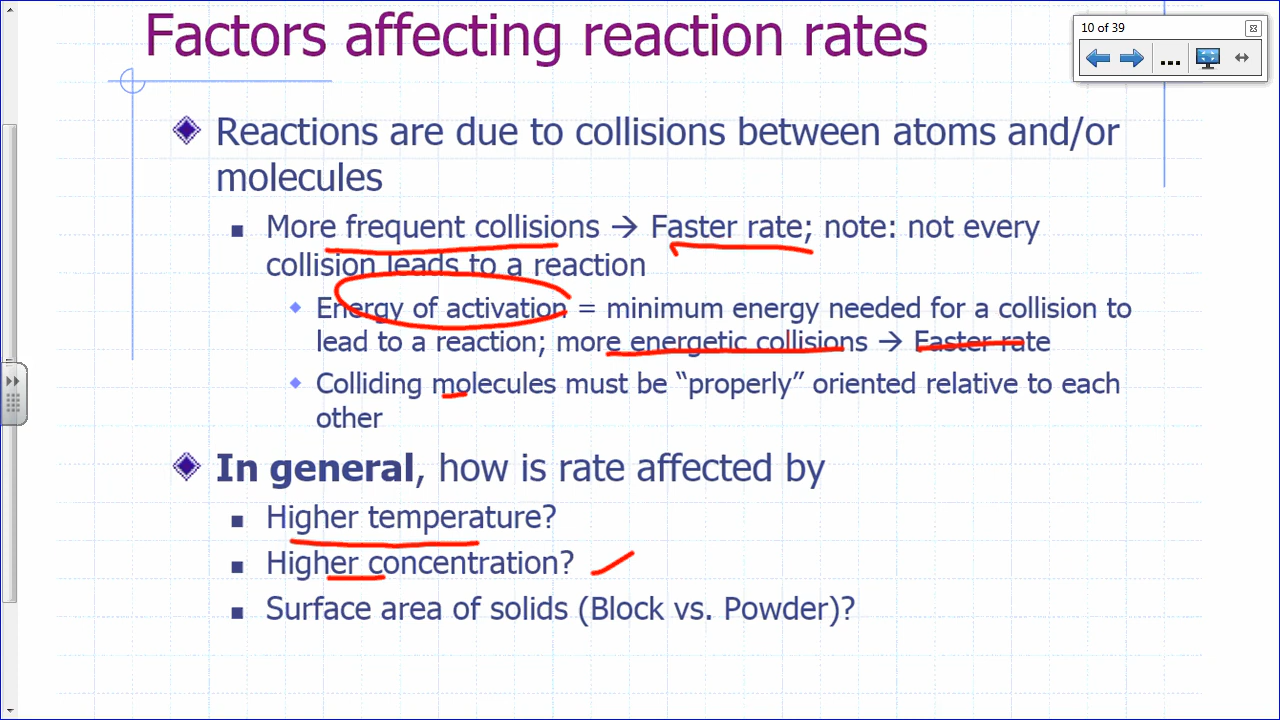 Factors affecting reaction rates
10 of 39
Reactions are due to collisions between atoms and/or
molecules
More frequent collisions → Faster rate; note: not every
collision leads to a reaction
Energy of activation = minimum energy needed for a collision to
lead to a reaction; more energetic collisions → Faster rate
Colliding molecules must be “properly” oriented relative to each
other
In general, how is rate affected by
Higher temperature?
Higher concentration?
Surface area of solids (Block vs. Powder)?